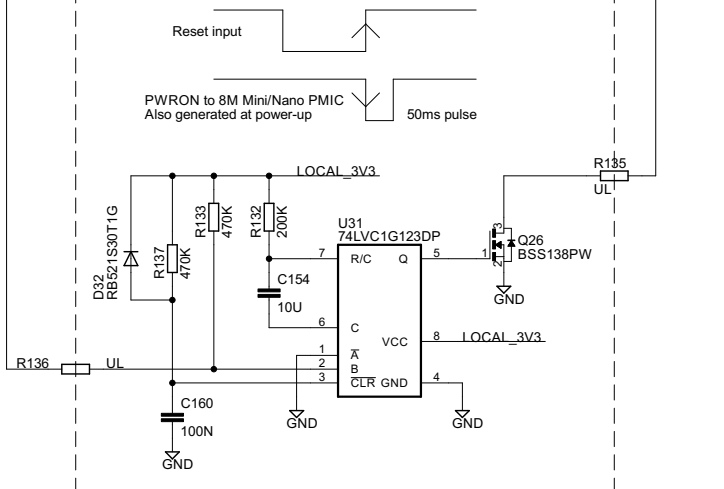 Reset input
PWRON to 8M Mini/Nano PMIC
Also generated at power-up
50ms pulse
R135
UL
LOCAL_3V3
D32
RB521S30T1G
R137
470K
R133
470K
R132
200K
U31
74LVC1G123DP
7
R/C
Q
5
1
3
2
Q26
BSS138PW
GND
C154
10U
6
C
VCC
8
LOCAL_3V3
R136
UL
1
A
2
B
3
CLR
GND
4
C160
100N
GND
GND
GND